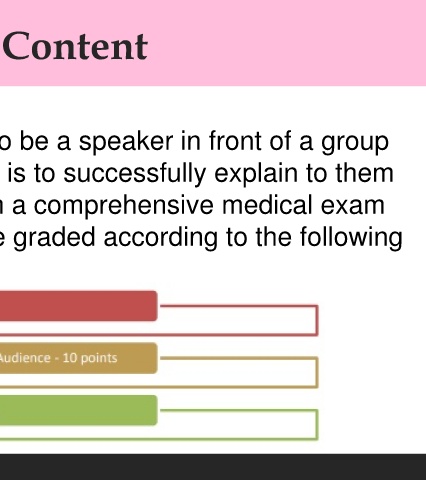 Content
o be a speaker in front of a group
is to successfully explain to them
a comprehensive medical exam
graded according to the following
Audience - 10 points